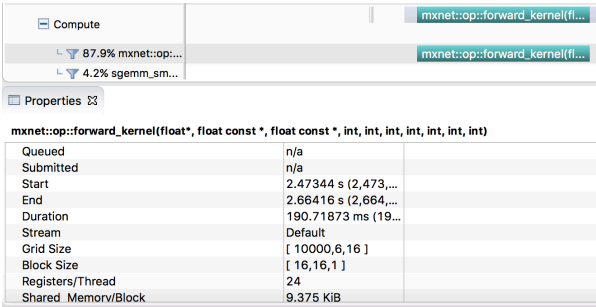 Compute
mxnet::op::forward_kernel(fl...
87.9% mxnet::op:...
mxnet::op::forward_kernel(fl...
4.2% sgemm_sm...
Properties
mxnet::op::forward_kernel(float*, float const *, float const *, int, int, int, int, int, int, int)
Queued n/a
Submitted n/a
Start 2.47344 s (2,473,...
End 2.66416 s (2,664,...
Duration 190.71873 ms (19...
Stream Default
Grid Size [ 10000,6,16 ]
Block Size [ 16,16,1 ]
Registers/Thread 24
Shared Memory/Block 9.375 KiB